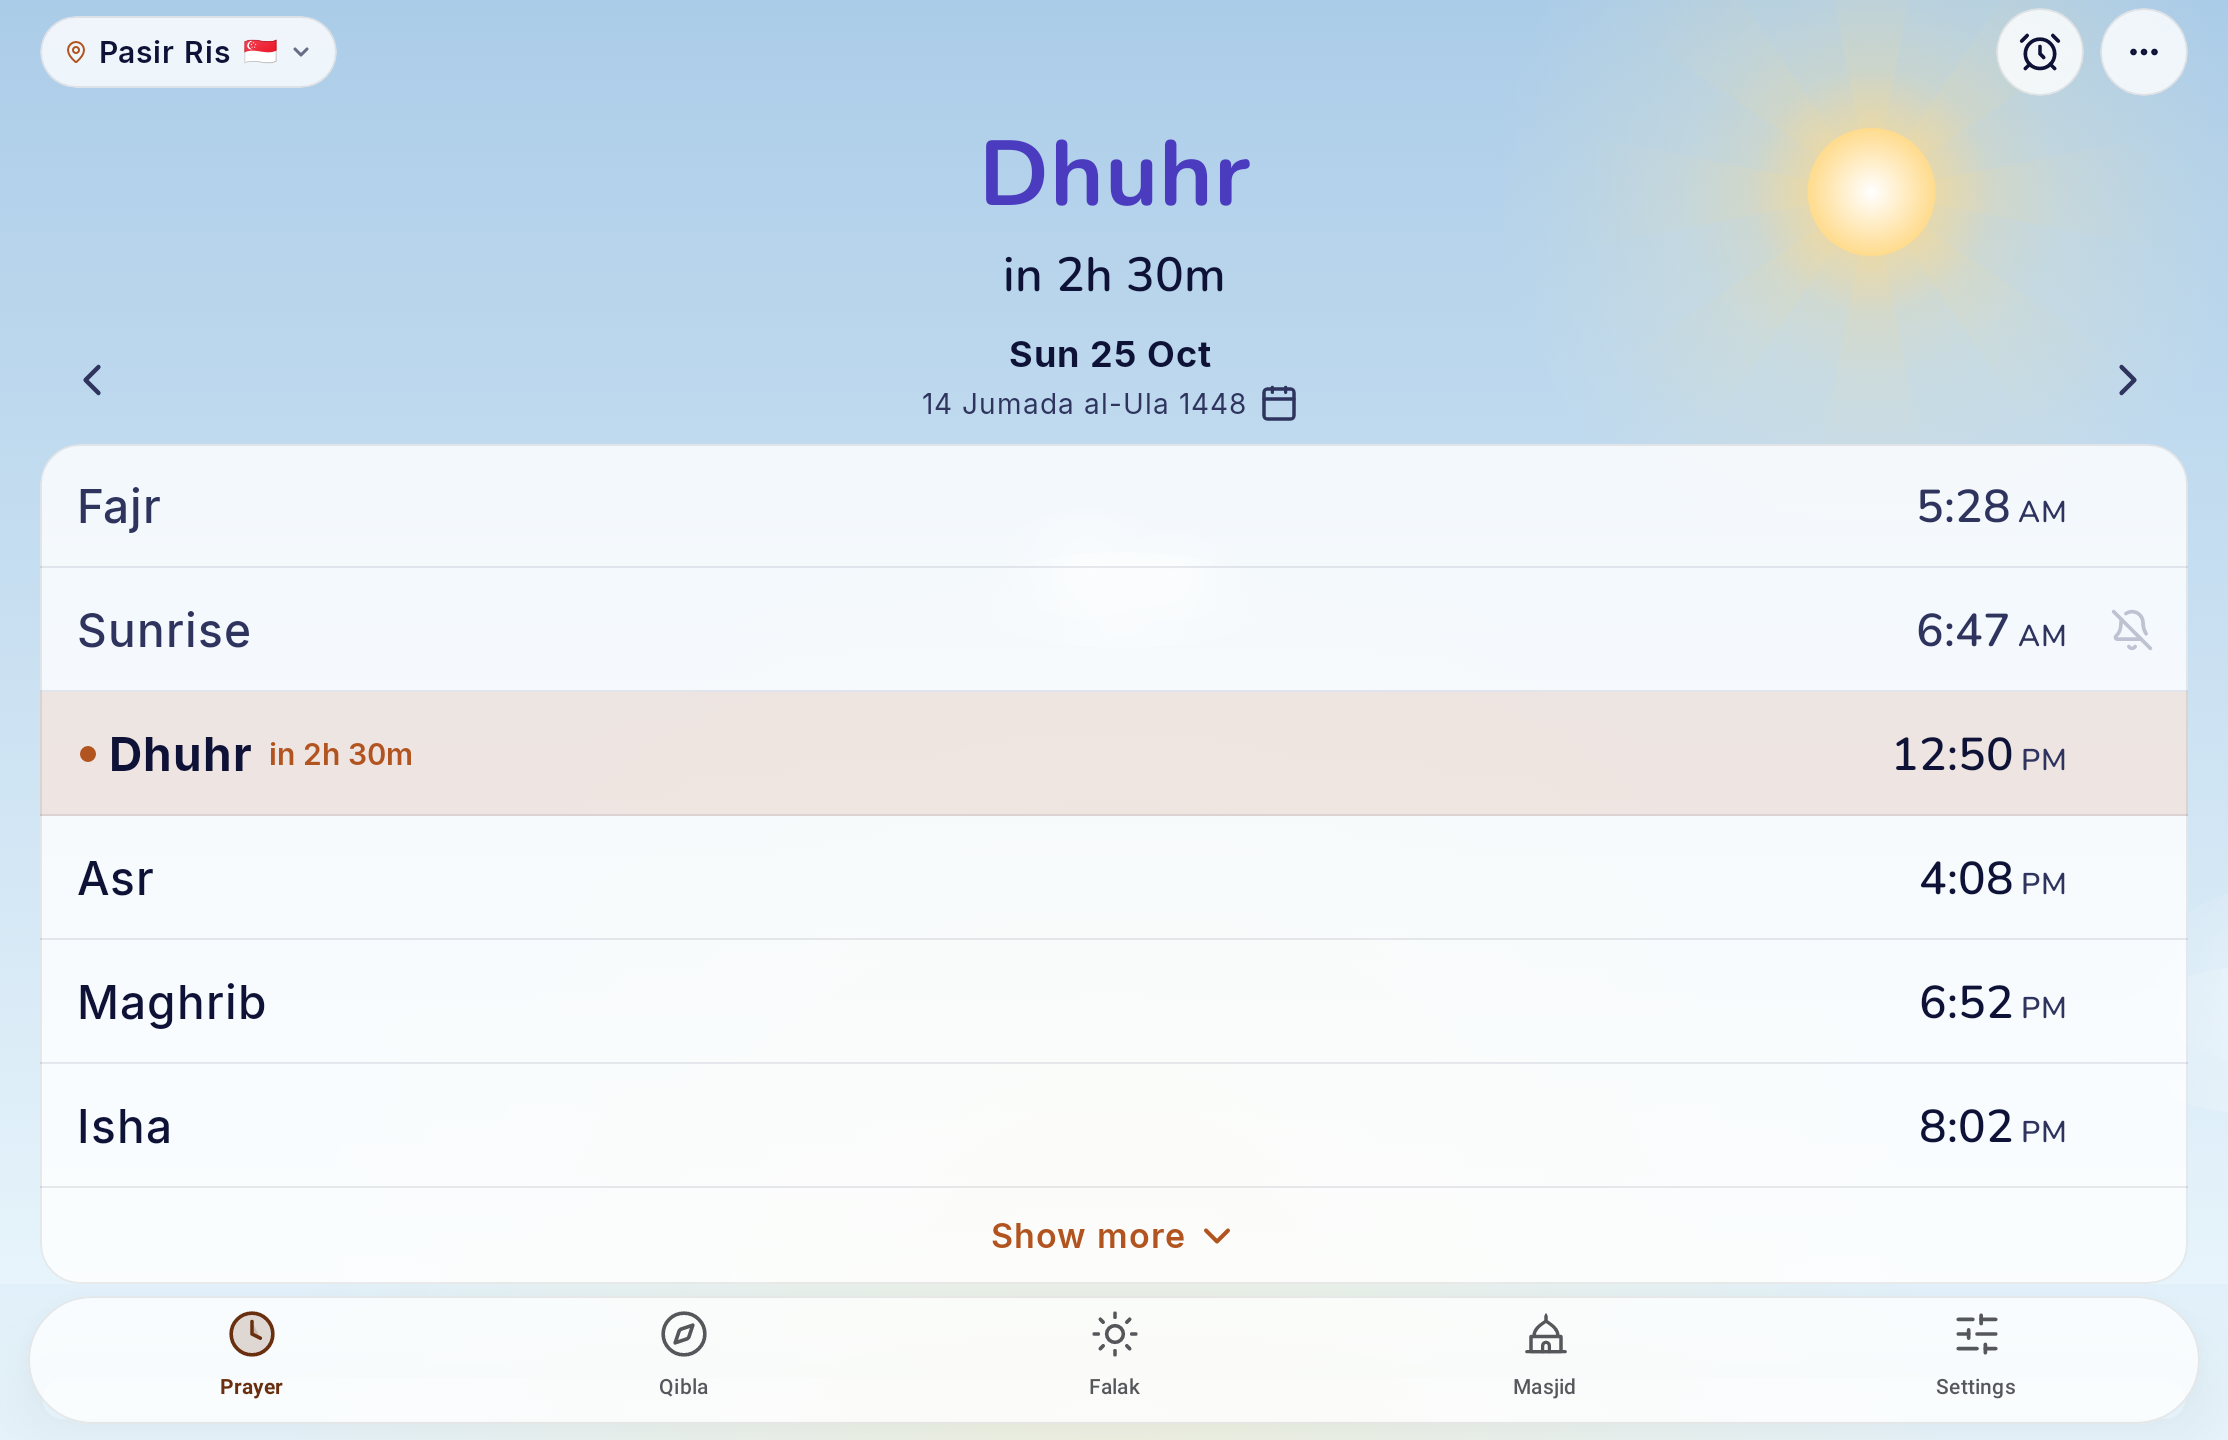 Pasir Ris
Dhuhr
in 2h 30m
Sun 25 Oct
14 Jumada al-Ula 1448
Fajr 5:28 AM
Sunrise 6:47 AM
Dhuhr in 2h 30m 12:50 PM
Asr 4:08 PM
Maghrib 6:52 PM
Isha 8:02 PM
Show more
Prayer Qibla Falak Masjid Settings